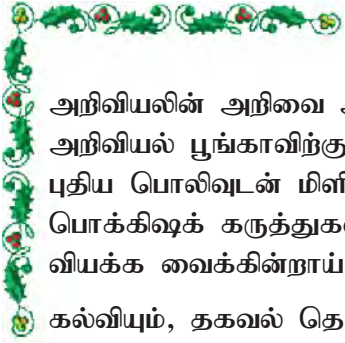 அறிவியலின் அறிவை
அறிவியல் பூங்காவிற்கு
புதிய பொலிவுடன் மிளி
பொக்கிஷக் கருத்துக
வியக்க வைக்கின்றாய்
கல்வியும், தகவல் தெ